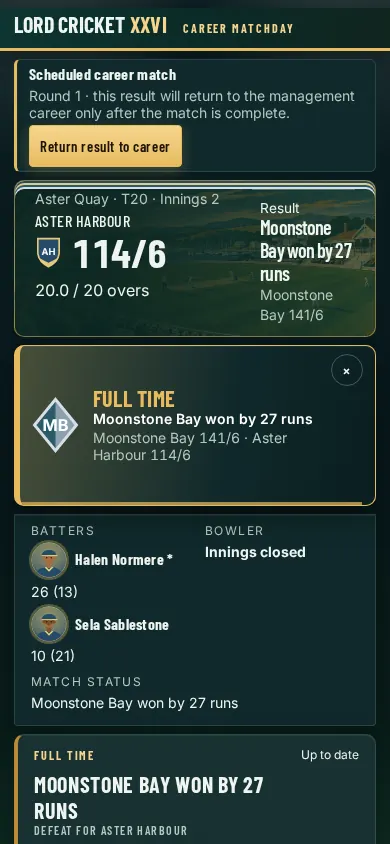 LORD CRICKET XXVI CAREER MATCHDAY
Scheduled career match
Round 1 · this result will return to the management
career only after the match is complete.
Return result to career
Aster Quay · T20 · Innings 2
ASTER HARBOUR
AH 114/6
20.0 / 20 overs
Result
Moonstone
Bay won by 27
runs
Moonstone
Bay 141/6
×
MB
FULL TIME
Moonstone Bay won by 27 runs
Moonstone Bay 141/6 · Aster
Harbour 114/6
BATTERS
Halen Normere *
26 (13)
Sela Sablestone
10 (21)
BOWLER
Innings closed
MATCH STATUS
Moonstone Bay won by 27 runs
FULL TIME
Up to date
MOONSTONE BAY WON BY 27
RUNS
DEFEAT FOR ASTER HARBOUR